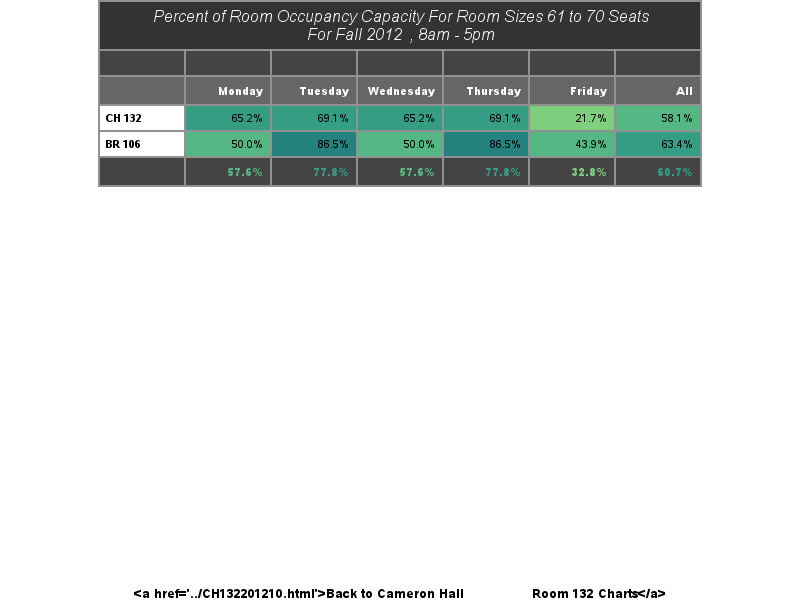 Percent of Room Occupancy Capacity For Room Sizes 61 to 70 Seats
For Fall 2012 , 8am - 5pm
Monday Tuesday Wednesday Thursday Friday All
CH 132 65.2% 69.1% 65.2% 69.1% 21.7% 58.1%
BR 106 50.0% 86.5% 50.0% 86.5% 43.9% 63.4%
57.6% 77.8% 57.6% 77.8% 32.8% 60.7%
<a href='../CH132201210.html'>Back to Cameron Hall Room 132 Charts</a>